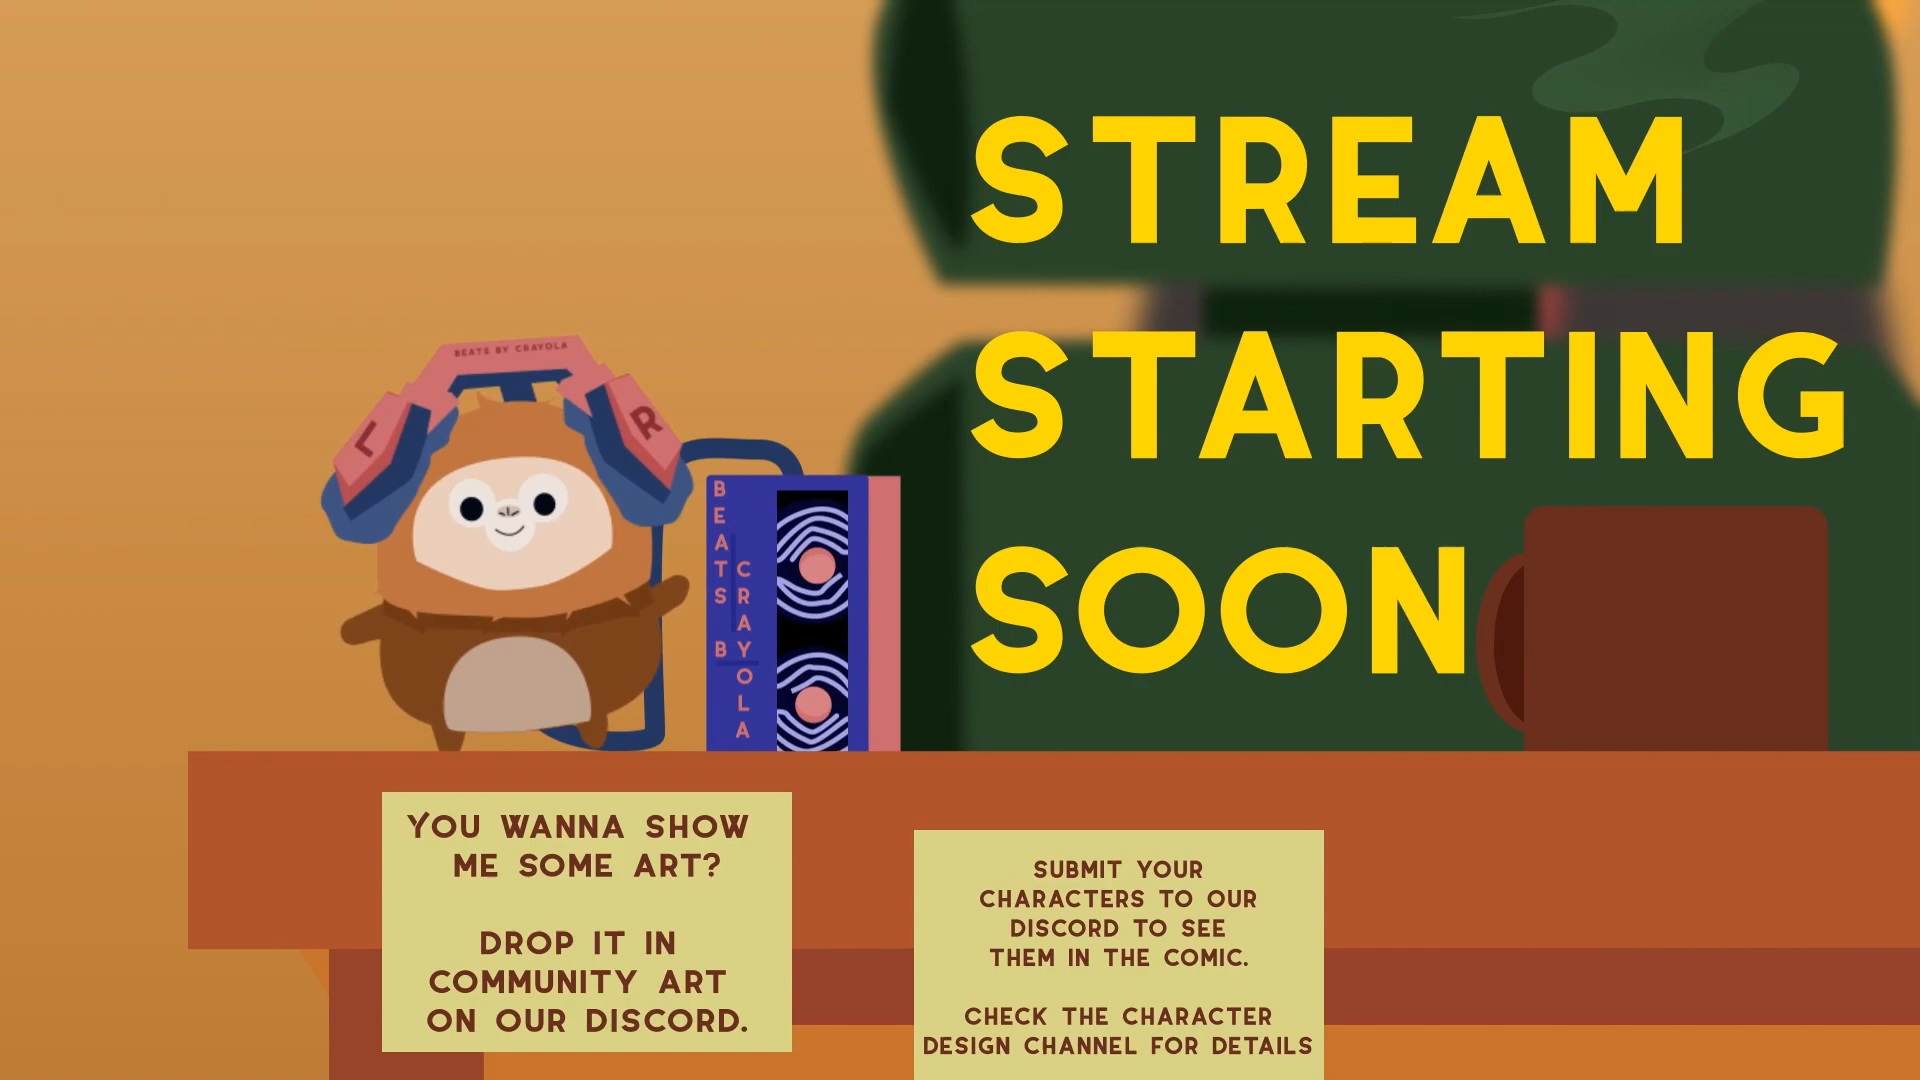 STREAM
STARTING
SOON
BEATS BY CRAYOLA
L
R
BEATS BY
CRAYOLA
YOU WANNA SHOW
ME SOME ART?
DROP IT IN
COMMUNITY ART
ON OUR DISCORD.
SUBMIT YOUR
CHARACTERS TO OUR
DISCORD TO SEE
THEM IN THE COMIC.
CHECK THE CHARACTER
DESIGN CHANNEL FOR DETAILS